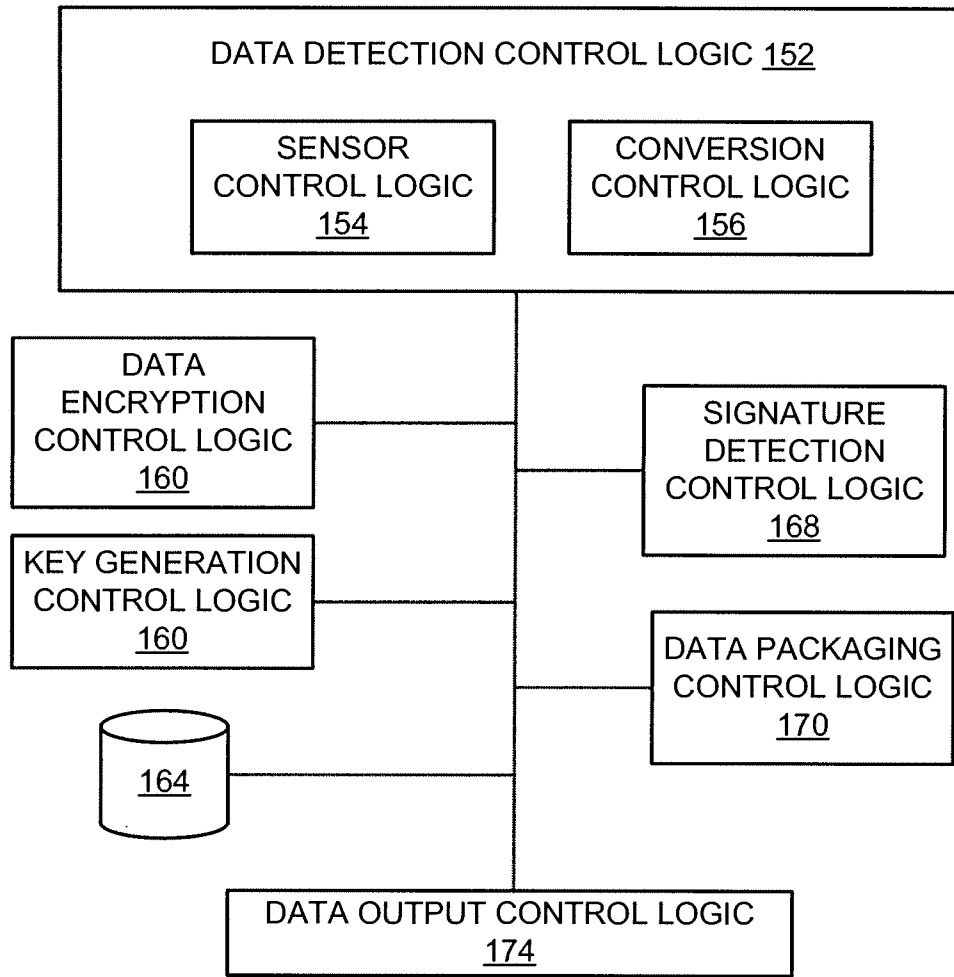 DATA DETECTION CONTROL LOGIC 152
SENSOR
CONTROL LOGIC
154
CONVERSION
CONTROL LOGIC
156
DATA
ENCRYPTION
CONTROL LOGIC
160
SIGNATURE
DETECTION
CONTROL LOGIC
168
KEY GENERATION
CONTROL LOGIC
160
DATA PACKAGING
CONTROL LOGIC
170
164
DATA OUTPUT CONTROL LOGIC
174